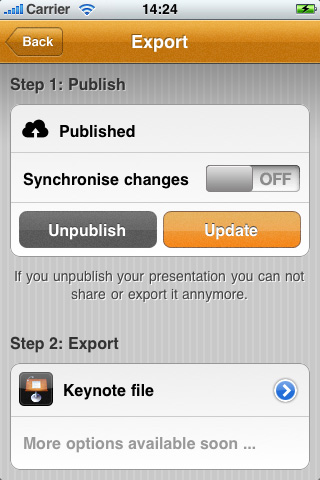 Carrier 14:24
Back Export
Step 1: Publish
Published
Synchronise changes OFF
Unpublish Update
If you unpublish your presentation you can not
share or export it annymore.
Step 2: Export
Keynote file
More options available soon ...